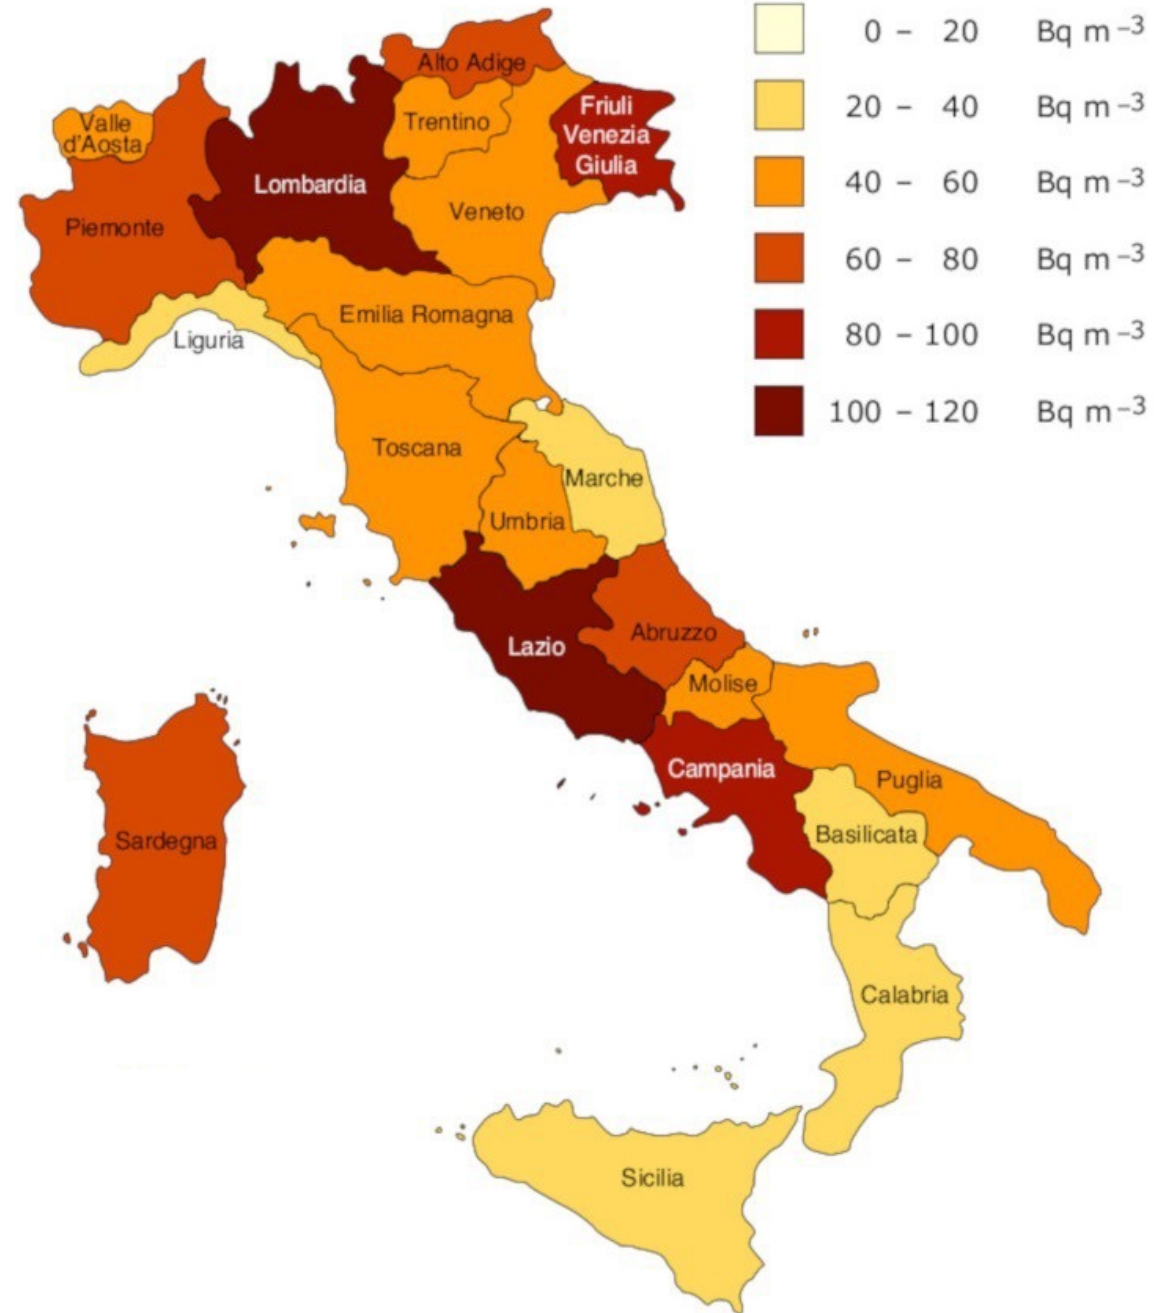 0 – 20 Bq m⁻³
20 – 40 Bq m⁻³
40 – 60 Bq m⁻³
60 – 80 Bq m⁻³
80 – 100 Bq m⁻³
100 – 120 Bq m⁻³
Alto Adige
Valle
d'Aosta
Trentino
Friuli
Venezia
Giulia
Lombardia
Veneto
Piemonte
Emilia Romagna
Liguria
Toscana
Marche
Umbria
Lazio
Abruzzo
Molise
Campania
Puglia
Basilicata
Sardegna
Calabria
Sicilia